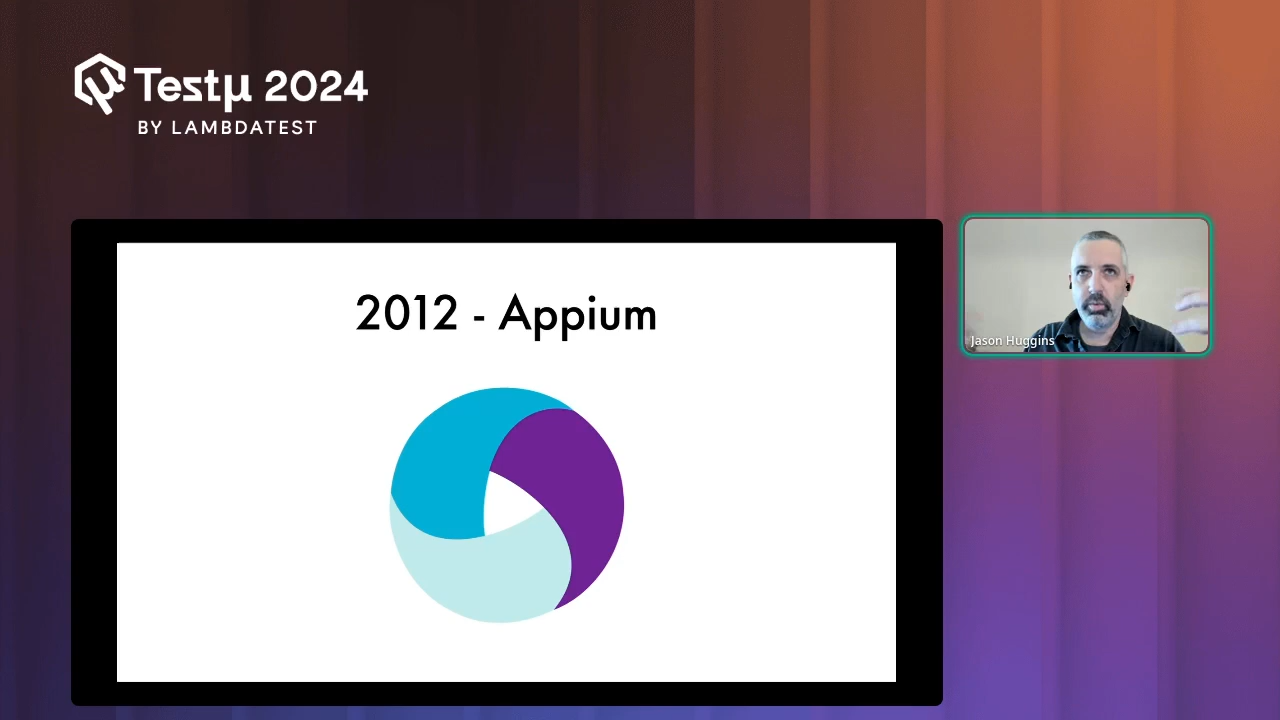 Testμ 2024
BY LAMBDATEST
2012 - Appium
Jason Huggins